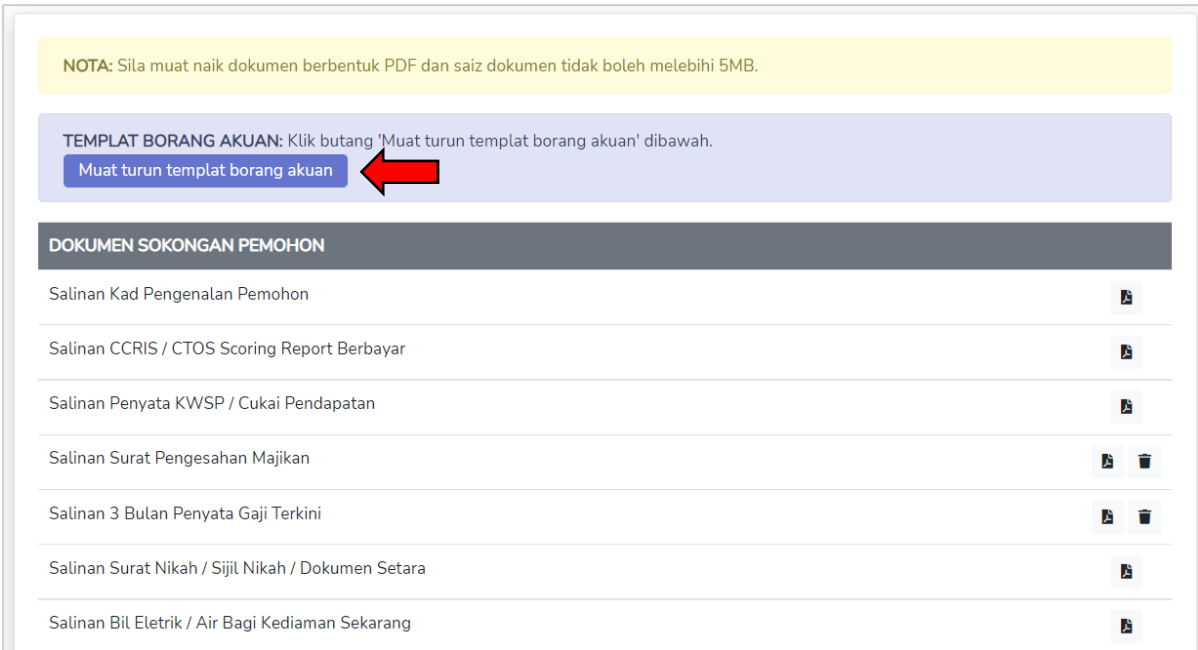 NOTA: Sila muat naik dokumen berbentuk PDF dan saiz dokumen tidak boleh melebihi 5MB.
TEMPLAT BORANG AKUAN: Klik butang 'Muat turun templat borang akuan' dibawah.
Muat turun templat borang akuan
DOKUMEN SOKONGAN PEMOHON
Salinan Kad Pengenalan Pemohon
Salinan CCRIS / CTOS Scoring Report Berbayar
Salinan Penyata KWSP / Cukai Pendapatan
Salinan Surat Pengesahan Majikan
Salinan 3 Bulan Penyata Gaji Terkini
Salinan Surat Nikah / Sijil Nikah / Dokumen Setara
Salinan Bil Eletrik / Air Bagi Kediaman Sekarang